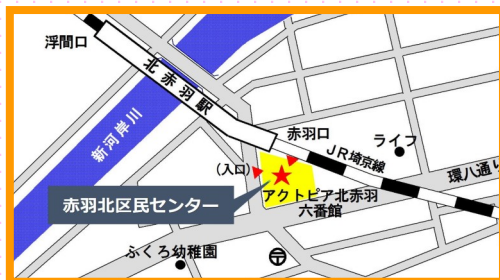 浮間口
北赤羽駅
新河岸川
赤羽口
ライフ
JR埼京線
(入口)
環八通り
アクトピア北赤羽
六番館
赤羽北区民センター
ふくろ幼稚園